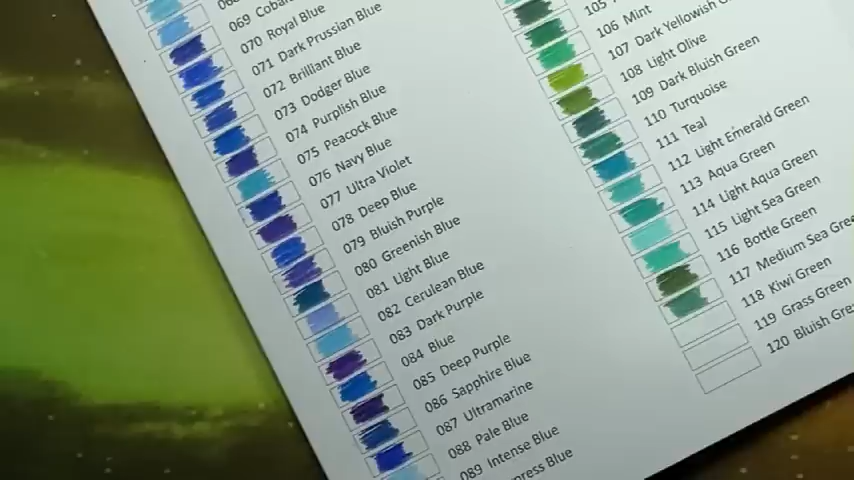 069
070 Royal Blue
071 Dark Prussian Blue
072 Brilliant Blue
073 Dodger Blue
074 Purplish Blue
075 Peacock Blue
076 Navy Blue
077 Ultra Violet
078 Deep Blue
079 Bluish Purple
080 Greenish Blue
081 Light Blue
082 Cerulean Blue
083 Dark Purple
084 Blue
085 Deep Purple
086 Sapphire Blue
087 Ultramarine
088 Pale Blue
089 Intense Blue
press Blue
105
106 Mint
107 Dark Yellowish
108 Light Olive
109 Dark Bluish Green
110 Turquoise
111 Teal
112 Light Emerald Green
113 Aqua Green
114 Light Aqua Green
115 Light Sea Green
116 Bottle Green
117 Medium Sea Gree
118 Kiwi Green
119 Grass Green
120 Bluish Gre